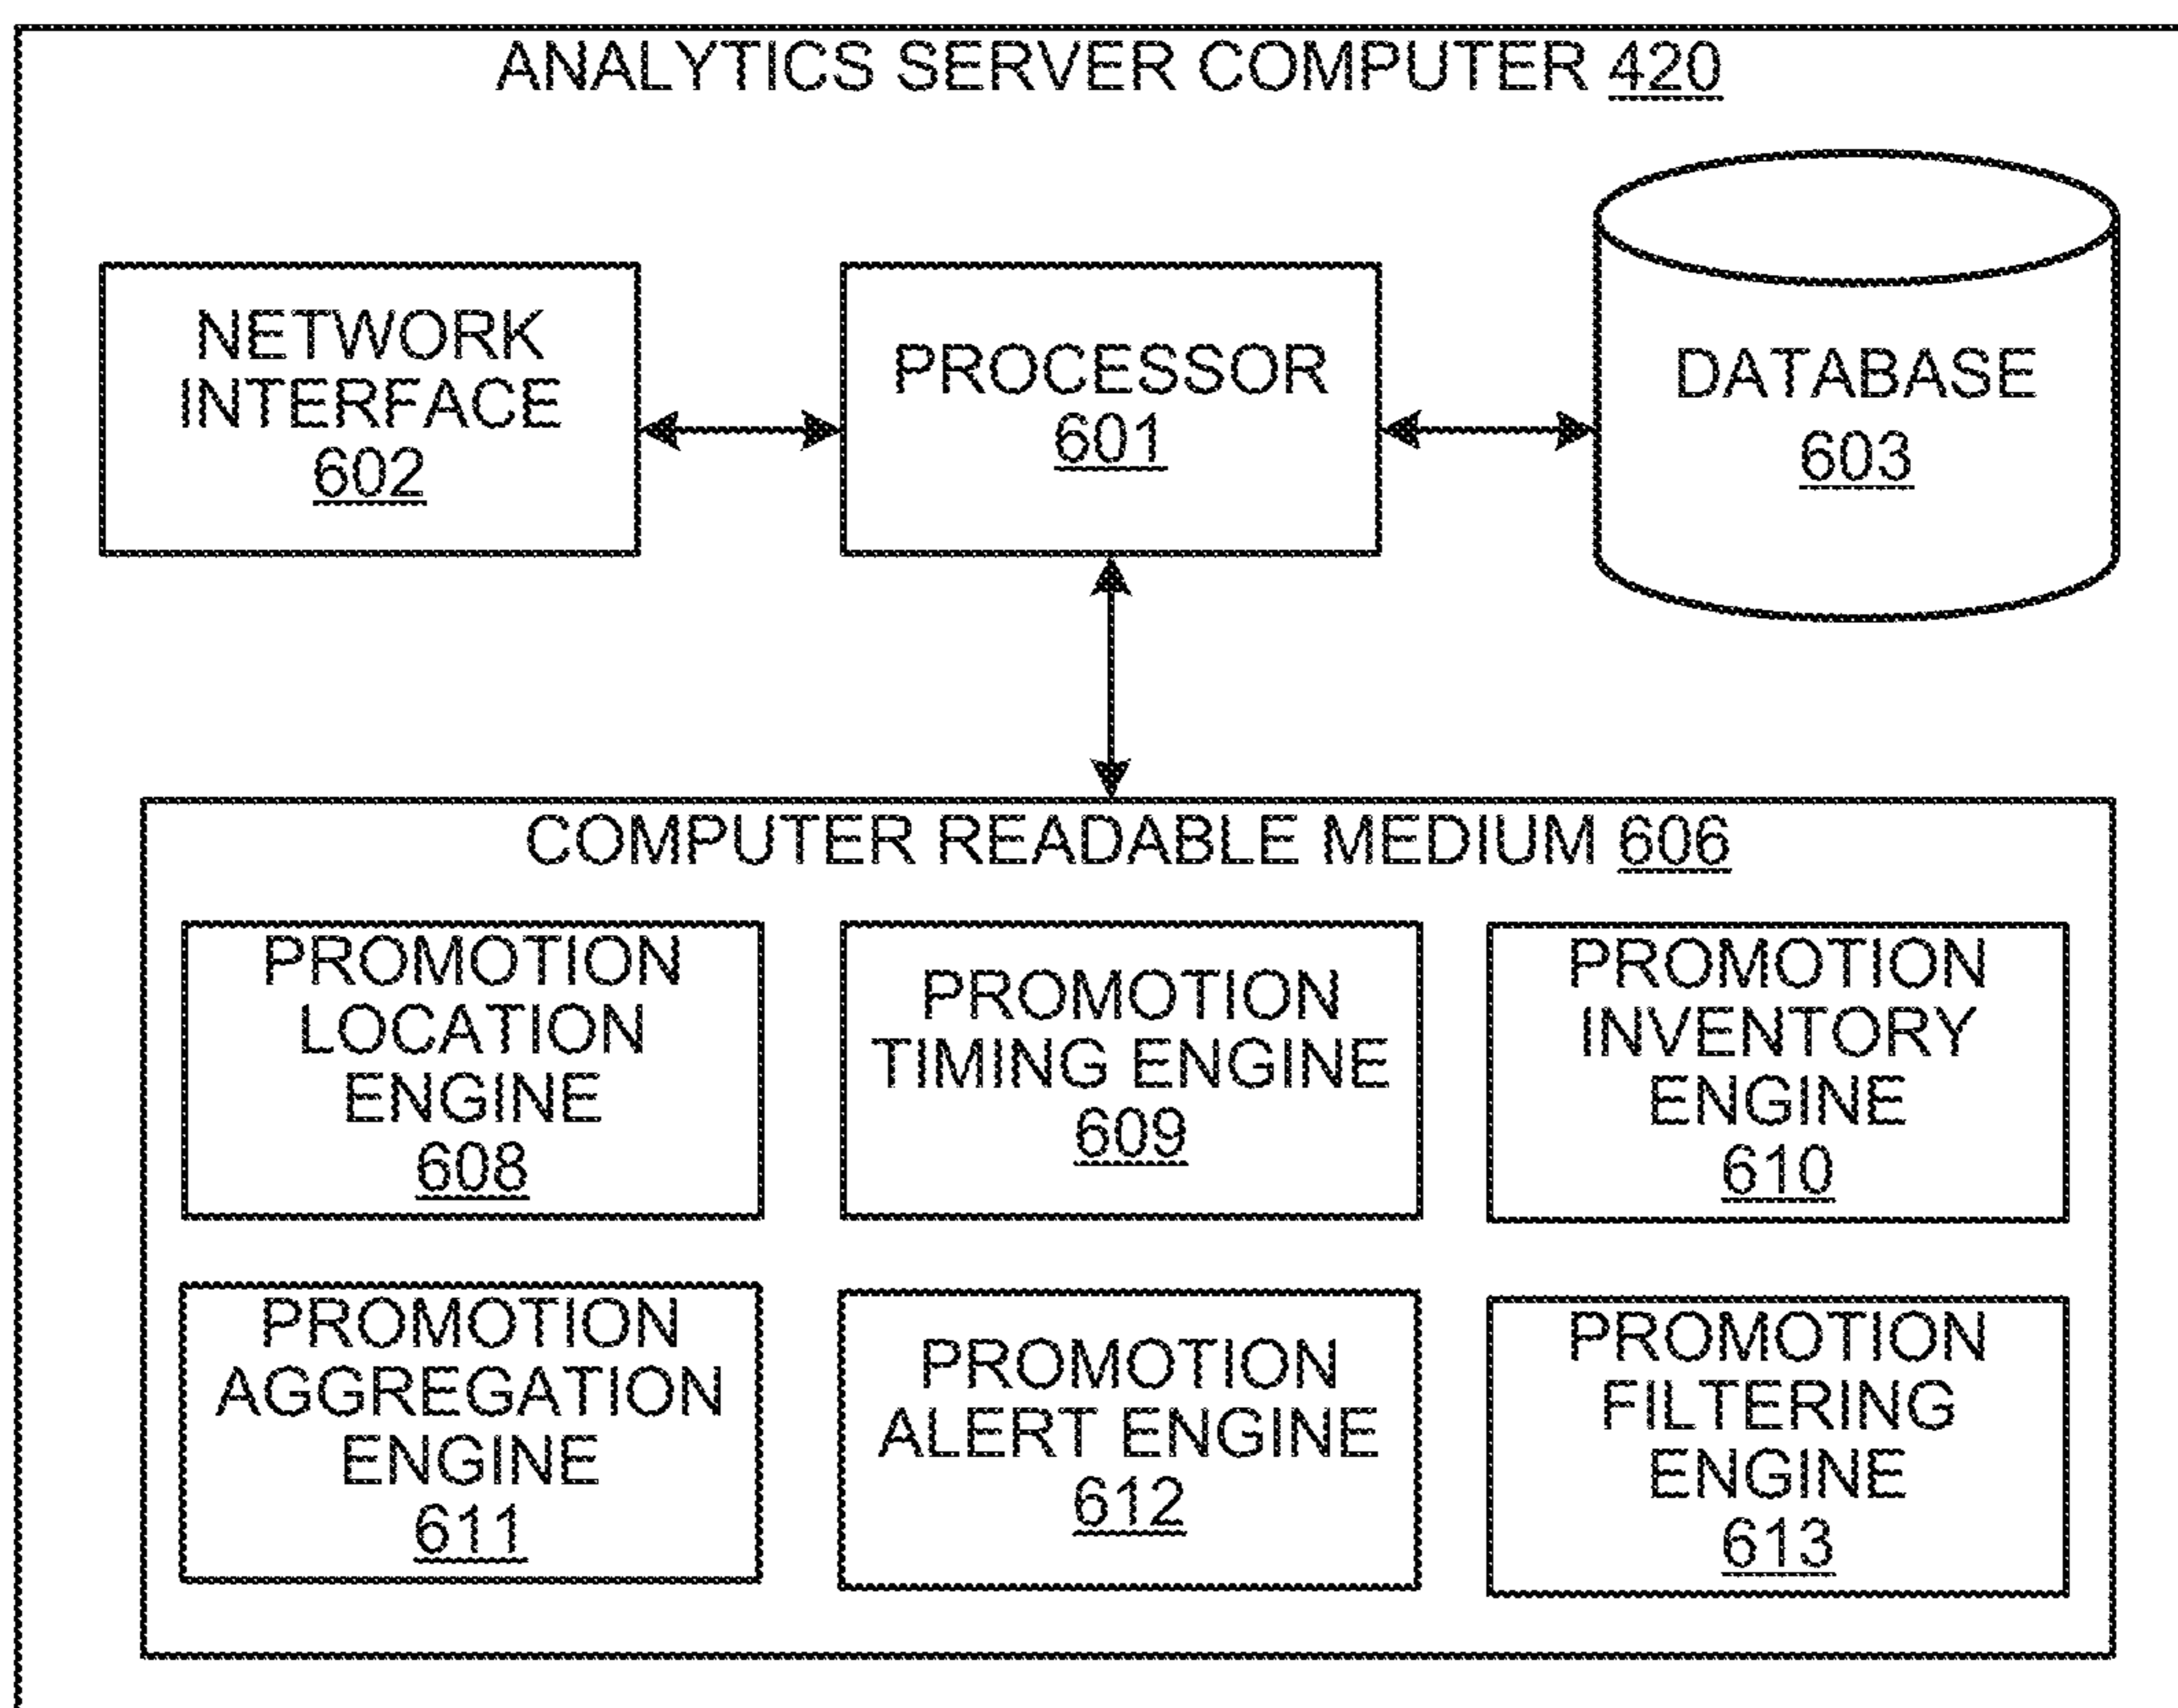 ANALYTICS SERVER COMPUTER 420
NETWORK
INTERFACE
602
PROCESSOR
601
DATABASE
603
COMPUTER READABLE MEDIUM 606
PROMOTION
LOCATION
ENGINE
608
PROMOTION
TIMING ENGINE
609
PROMOTION
INVENTORY
ENGINE
610
PROMOTION
AGGREGATION
ENGINE
611
PROMOTION
ALERT ENGINE
612
PROMOTION
FILTERING
ENGINE
613